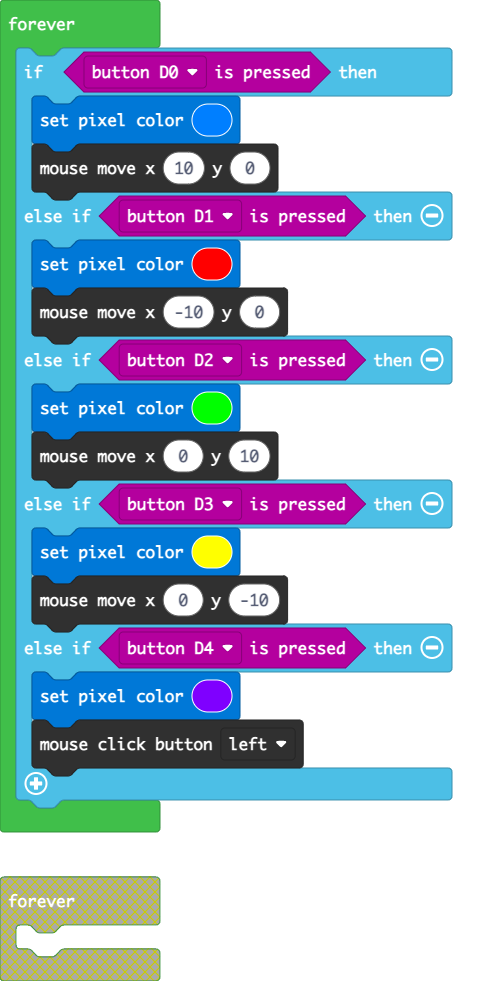 forever
if button D0 is pressed then
set pixel color
mouse move x 10 y 0
else if button D1 is pressed then
set pixel color
mouse move x -10 y 0
else if button D2 is pressed then
set pixel color
mouse move x 0 y 10
else if button D3 is pressed then
set pixel color
mouse move x 0 y -10
else if button D4 is pressed then
set pixel color
mouse click button left
forever